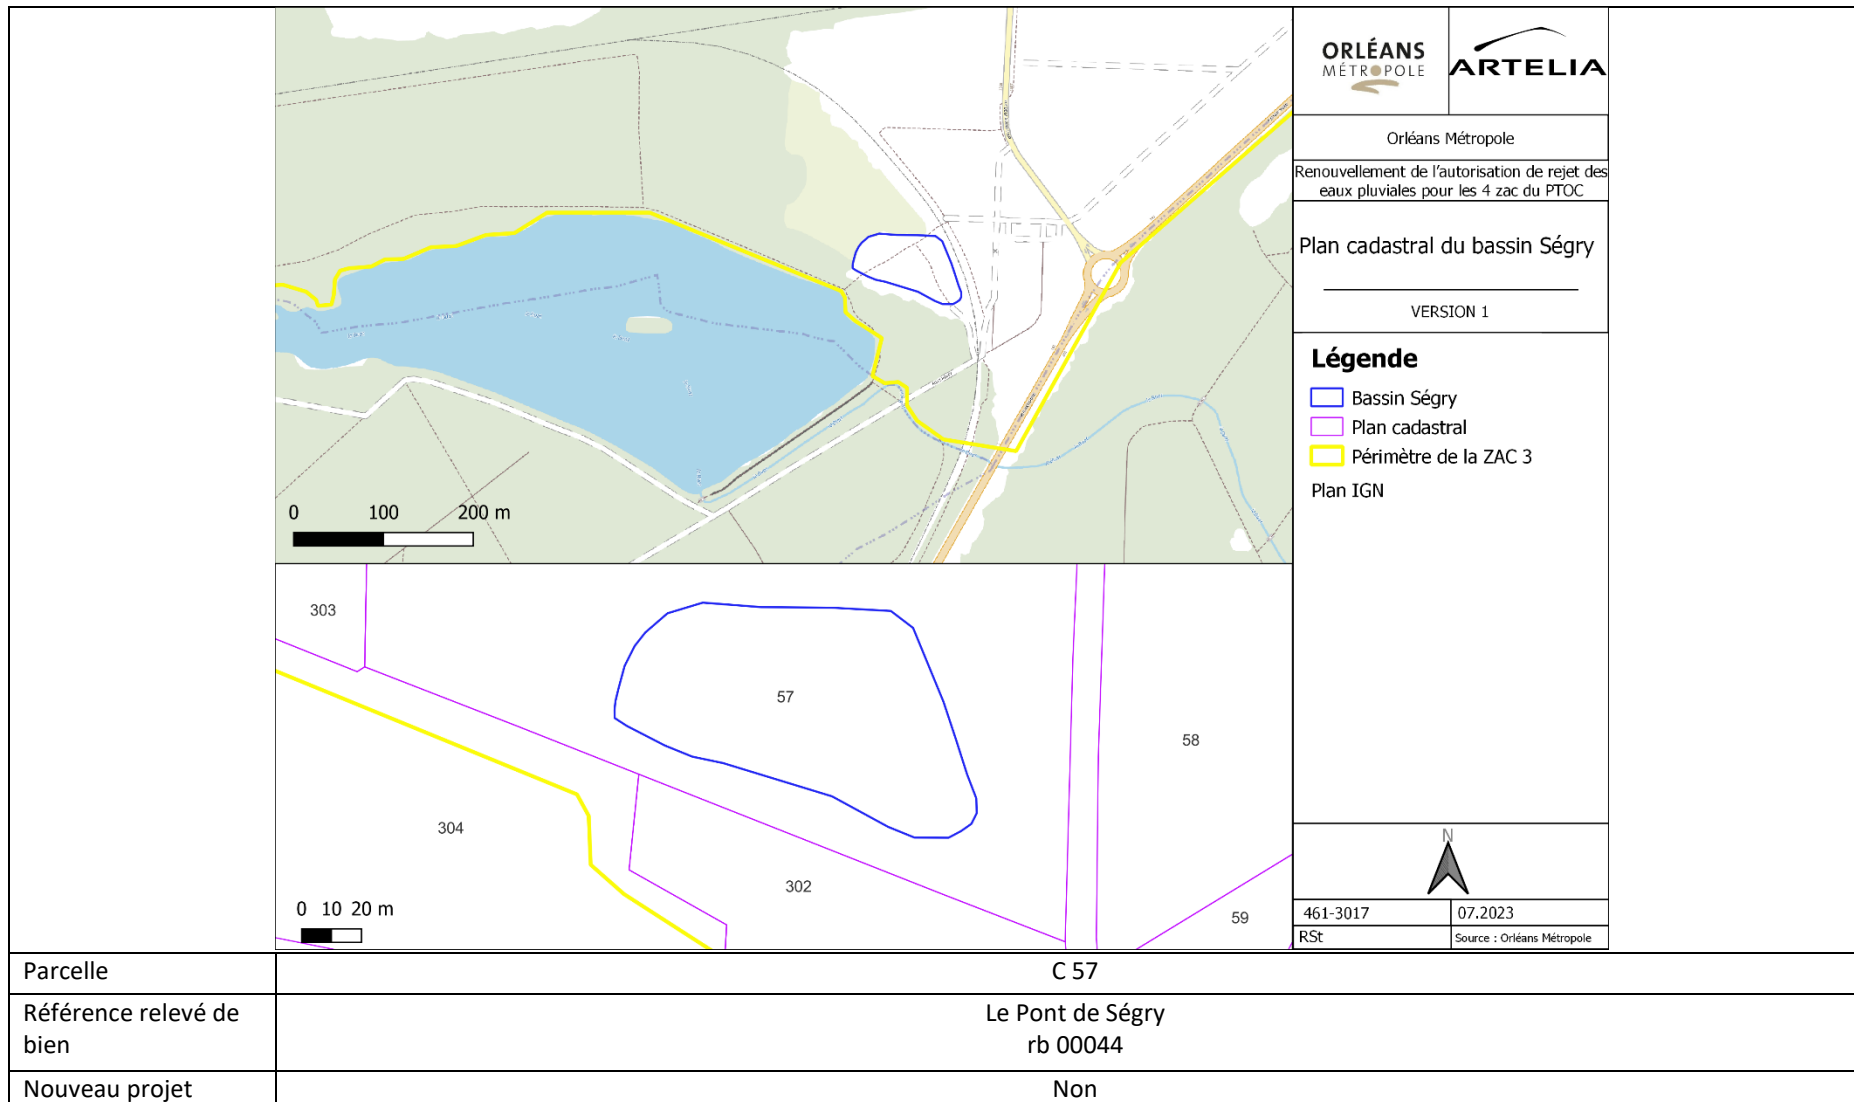 ORLÉANS
MÉTROPOLE
ARTELIA
Orléans Métropole
Renouvellement de l'autorisation de rejet des
eaux pluviales pour les 4 zac du PTOC
Plan cadastral du bassin Ségry
VERSION 1
Légende
Bassin Ségry
Plan cadastral
Périmètre de la ZAC 3
Plan IGN
0 100 200 m
303
57
58
304
302
59
0 10 20 m
N
461-3017
07.2023
RSt
Source : Orléans Métropole
Parcelle
C 57
Référence relevé de
bien
Le Pont de Ségry
rb 00044
Nouveau projet
Non